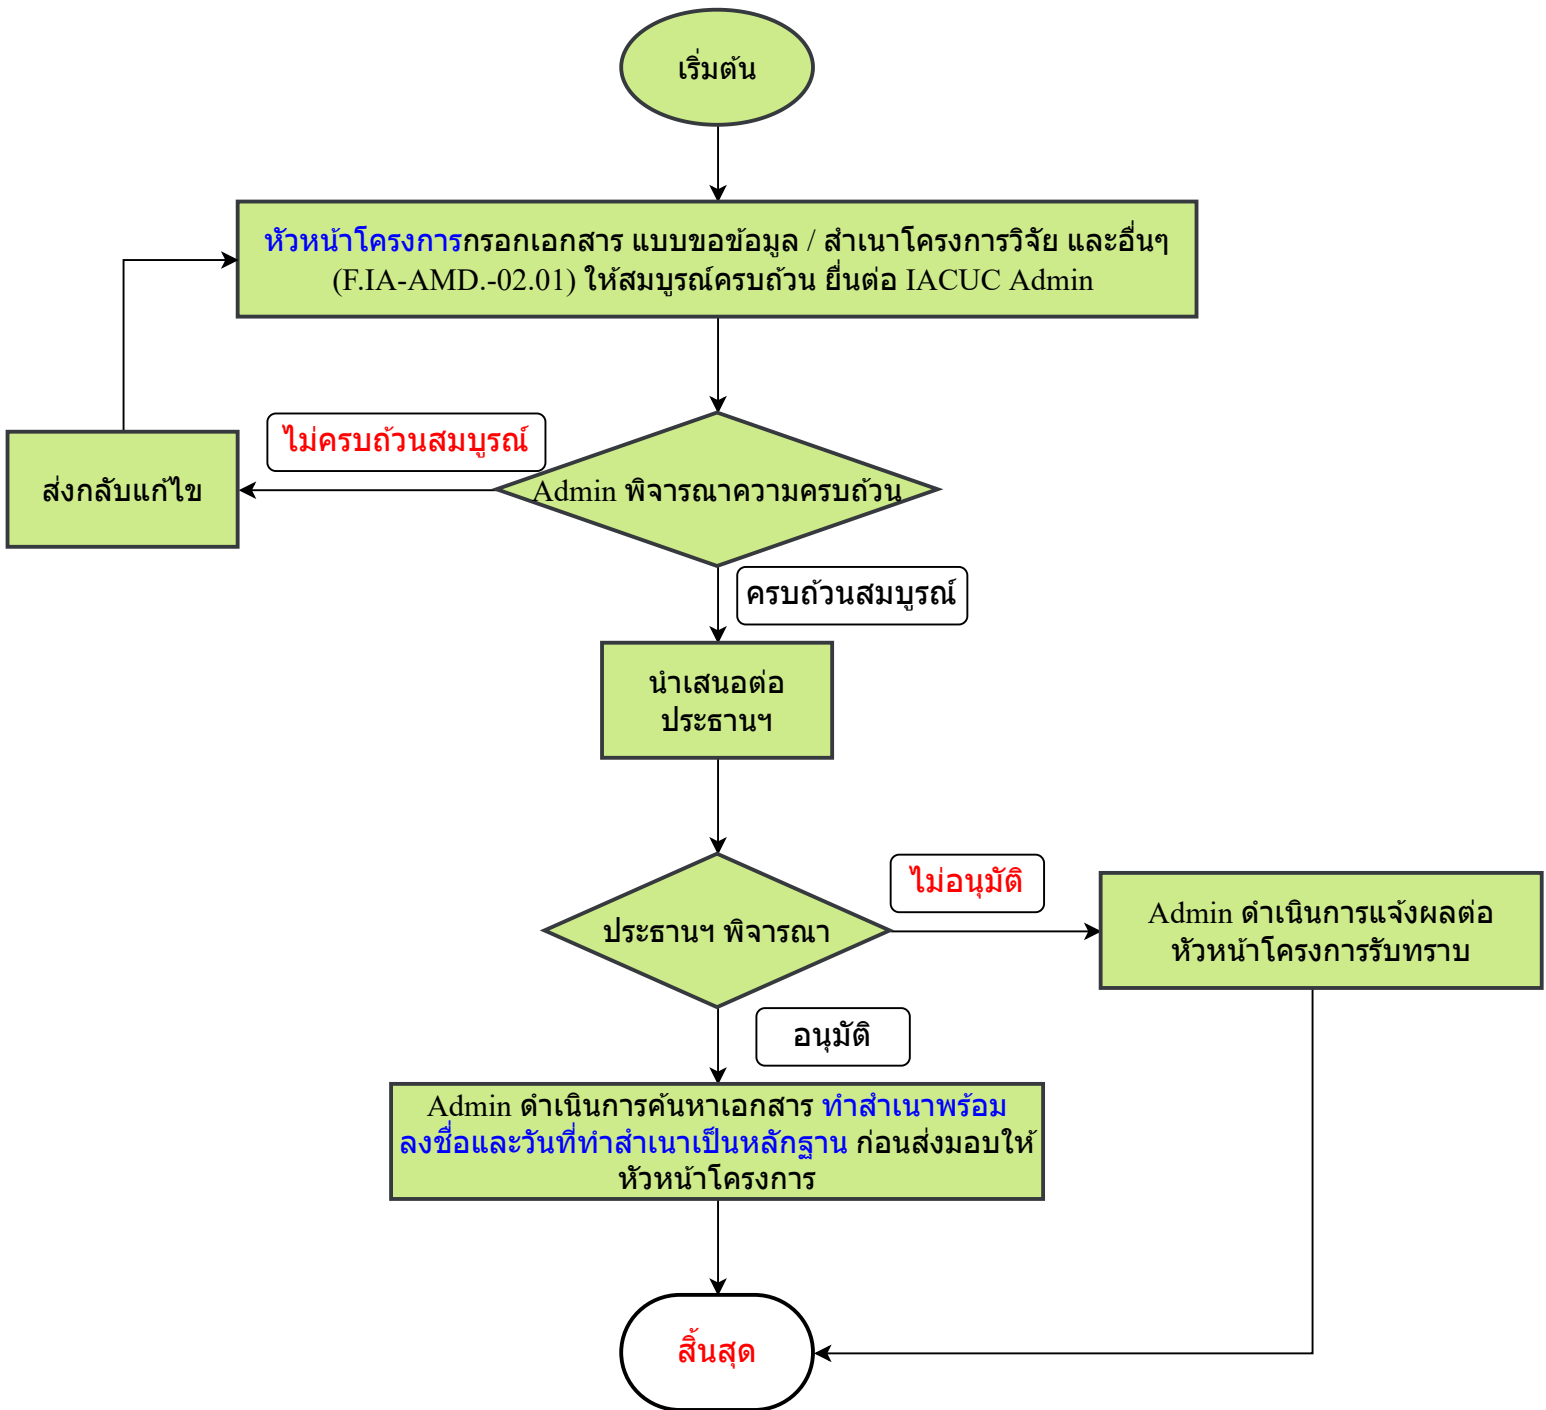 เริ่มต้น
หัวหน้าโครงการกรอกเอกสาร แบบขอข้อมูล / สำเนาโครงการวิจัย และอื่นๆ
(F.IA-AMD.-02.01) ให้สมบูรณ์ครบถ้วน ยื่นต่อ IACUC Admin
ไม่ครบถ้วนสมบูรณ์
ส่งกลับแก้ไข
Admin พิจารณาความครบถ้วน
ครบถ้วนสมบูรณ์
นำเสนอต่อ
ประธานฯ
ไม่อนุมัติ
ประธานฯ พิจารณา
Admin ดำเนินการแจ้งผลต่อ
หัวหน้าโครงการรับทราบ
อนุมัติ
Admin ดำเนินการค้นหาเอกสาร ทำสำเนาพร้อม
ลงชื่อและวันที่ทำสำเนาเป็นหลักฐาน ก่อนส่งมอบให้
หัวหน้าโครงการ
สิ้นสุด